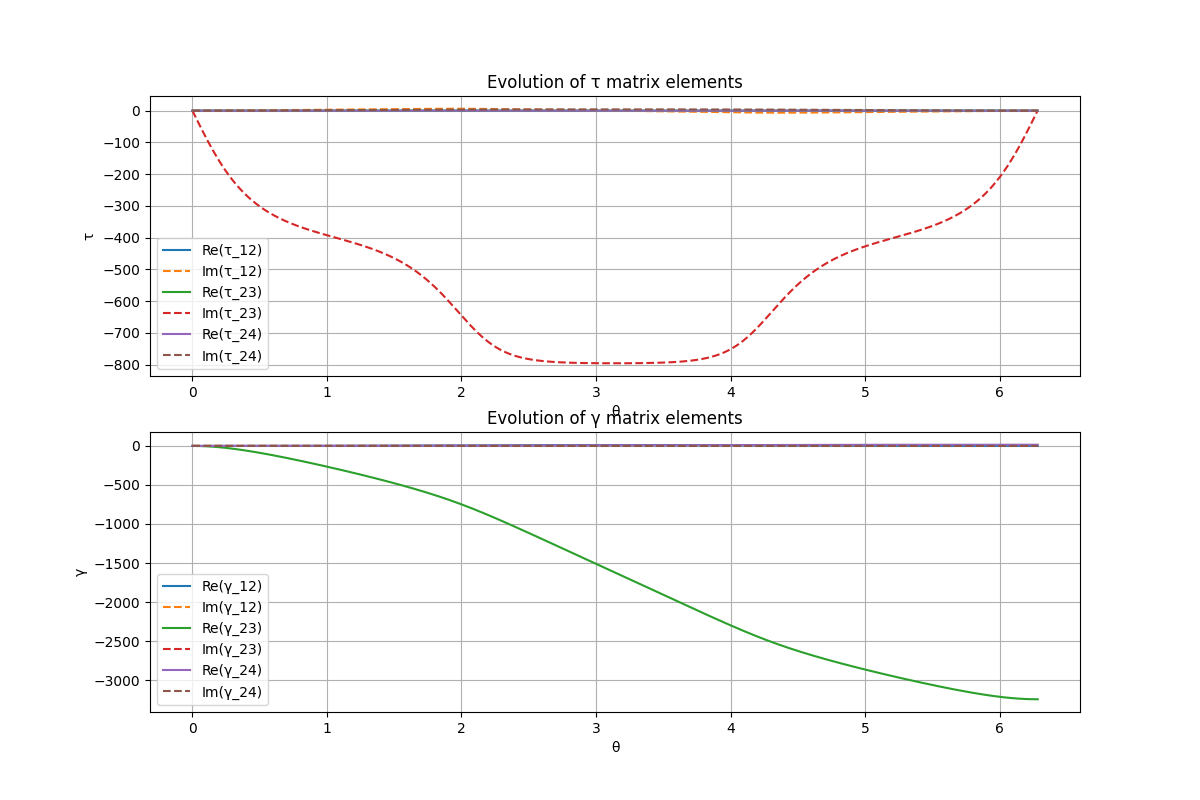 Evolution of τ matrix elements
0
−100
−200
−300
−400
−500
−600
−700
−800
τ
Re(τ_12)
Im(τ_12)
Re(τ_23)
Im(τ_23)
Re(τ_24)
Im(τ_24)
0 1 2 3 4 5 6
θ
Evolution of γ matrix elements
0
−500
−1000
−1500
−2000
−2500
−3000
γ
Re(γ_12)
Im(γ_12)
Re(γ_23)
Im(γ_23)
Re(γ_24)
Im(γ_24)
0 1 2 3 4 5 6
θ